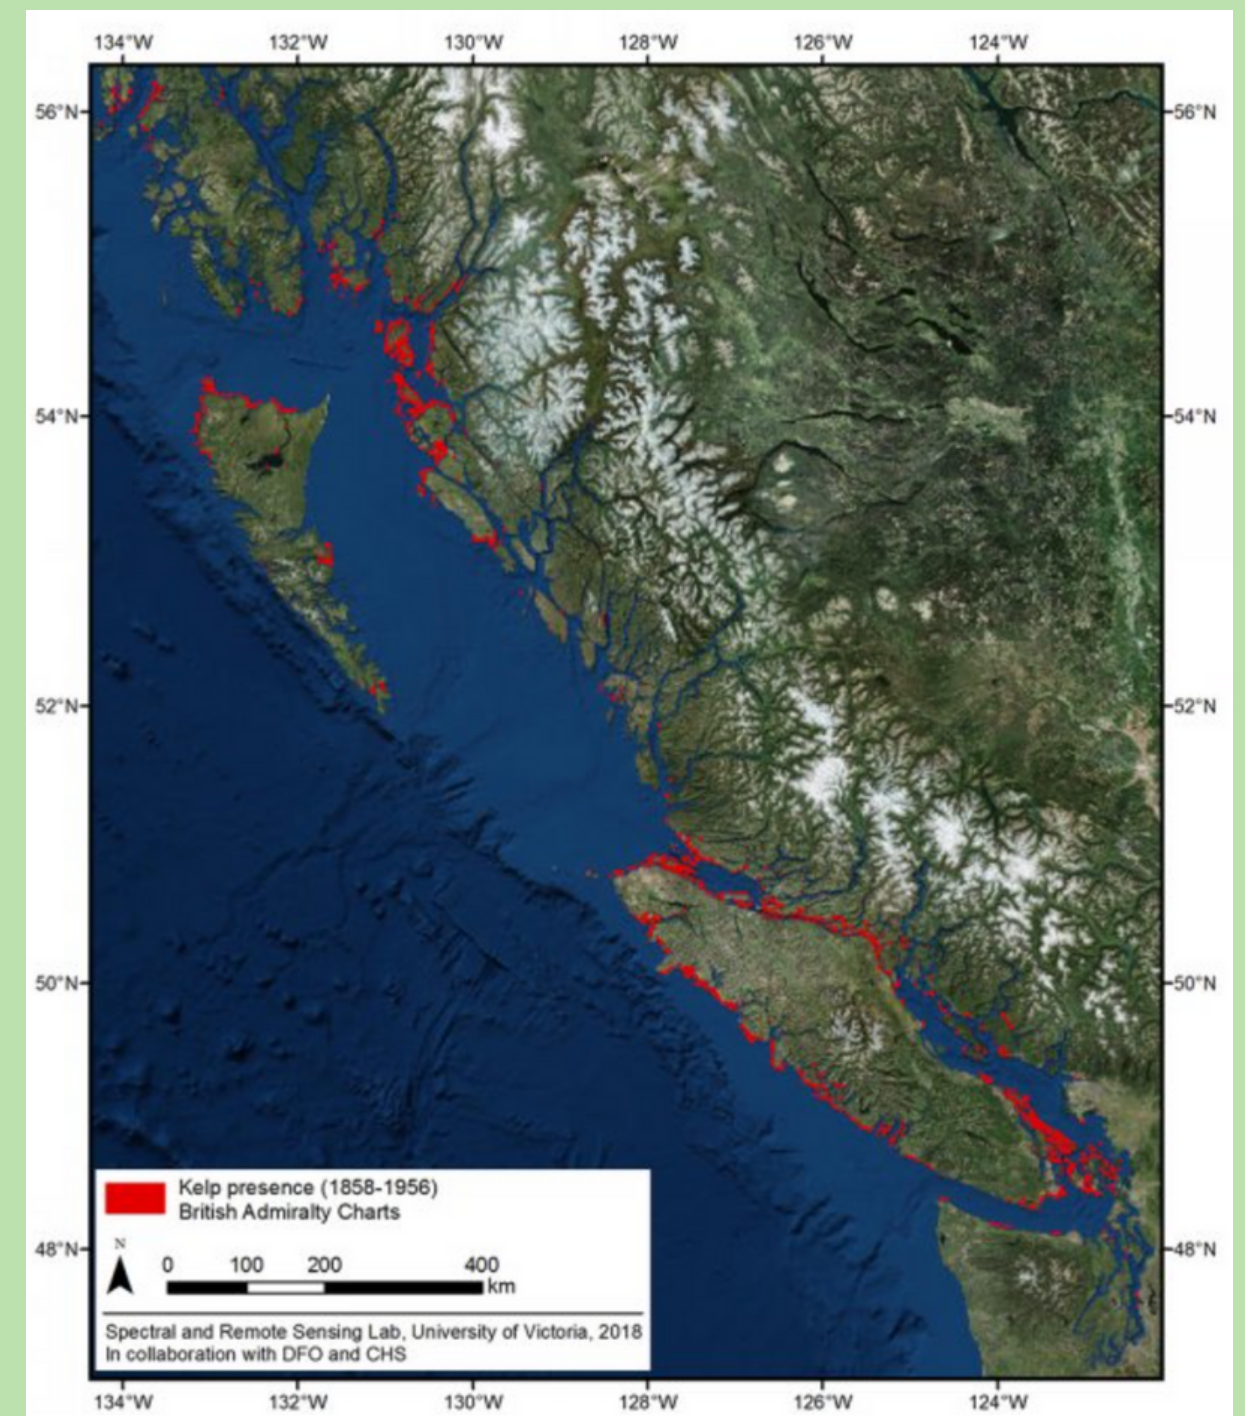 134°W 132°W 130°W 128°W 126°W 124°W
56°N 56°N
54°N 54°N
52°N 52°N
50°N 50°N
48°N 48°N
Kelp presence (1858-1956)
British Admiralty Charts
N
0 100 200 400
km
Spectral and Remote Sensing Lab, University of Victoria, 2018
In collaboration with DFO and CHS
134°W 132°W 130°W 128°W 126°W 124°W